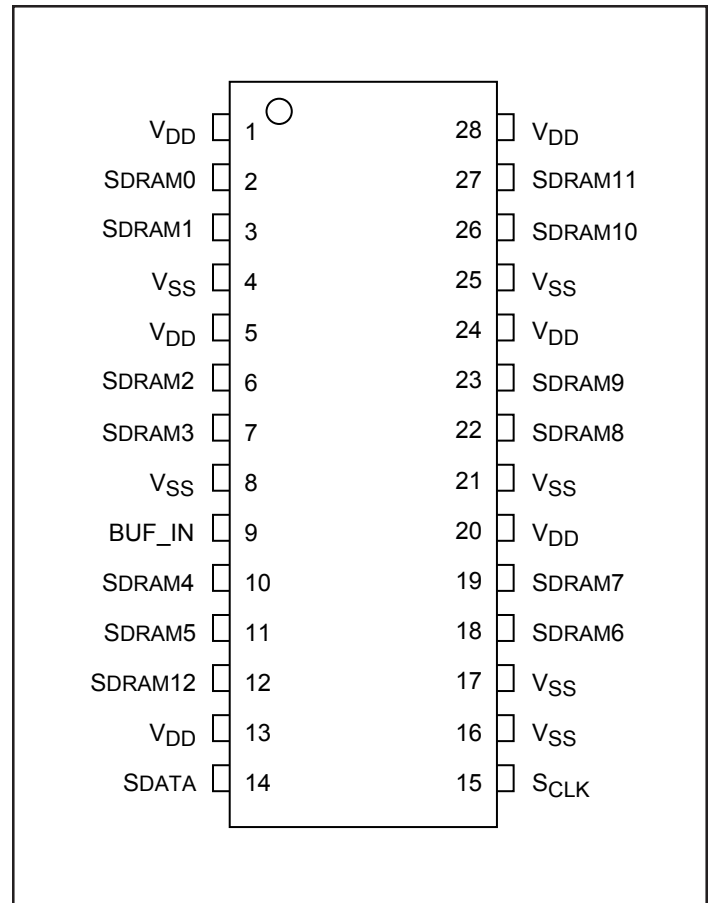 VDD 1 28 VDD
SDRAM0 2 27 SDRAM11
SDRAM1 3 26 SDRAM10
VSS 4 25 VSS
VDD 5 24 VDD
SDRAM2 6 23 SDRAM9
SDRAM3 7 22 SDRAM8
VSS 8 21 VSS
BUF_IN 9 20 VDD
SDRAM4 10 19 SDRAM7
SDRAM5 11 18 SDRAM6
SDRAM12 12 17 VSS
VDD 13 16 VSS
SDATA 14 15 SCLK